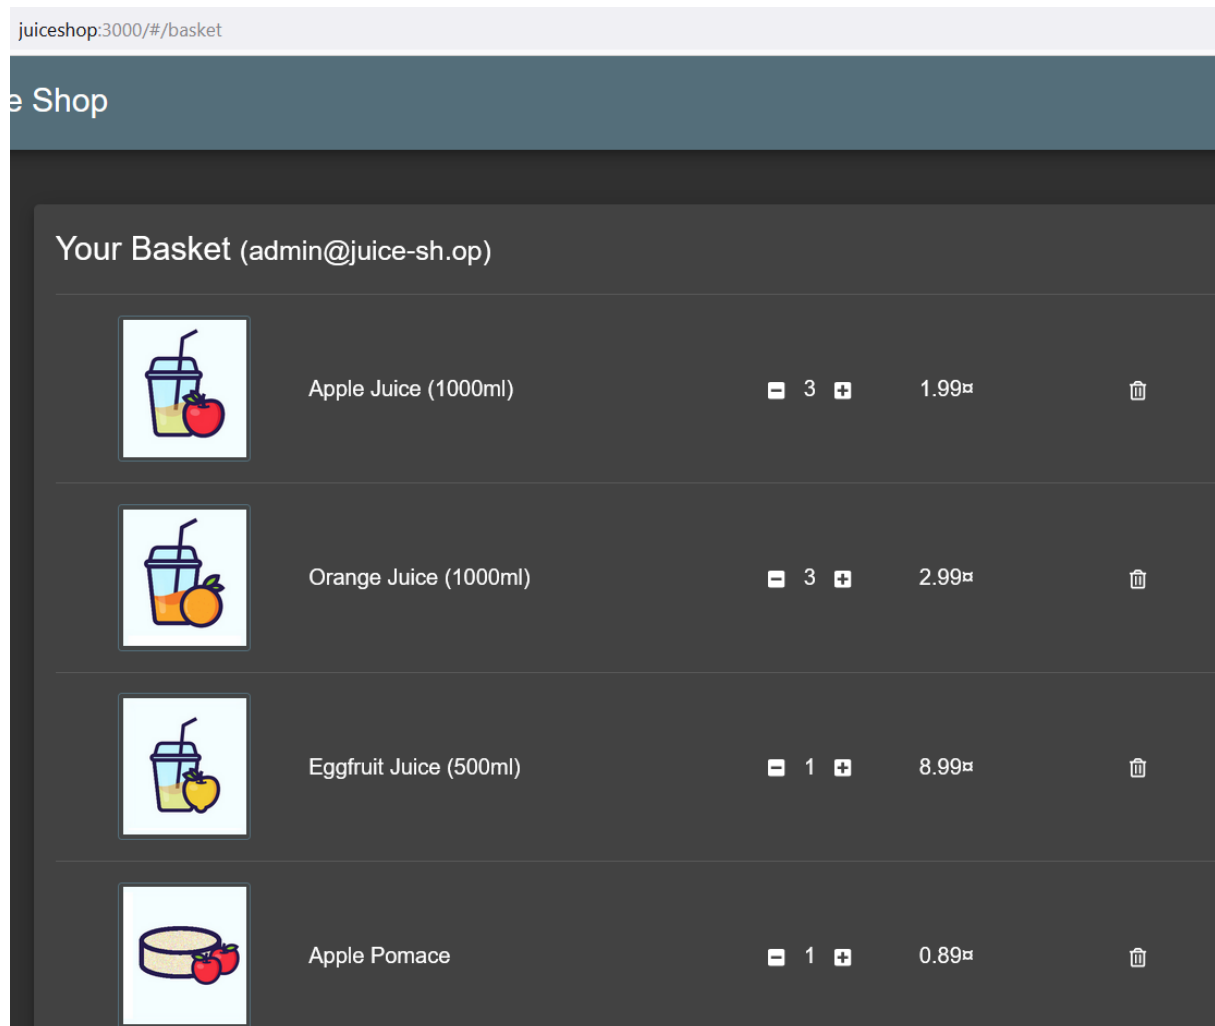 juiceshop:3000/#/basket
e Shop
Your Basket (admin@juice-sh.op)
Apple Juice (1000ml) 3 1.99¤
Orange Juice (1000ml) 3 2.99¤
Eggfruit Juice (500ml) 1 8.99¤
Apple Pomace 1 0.89¤